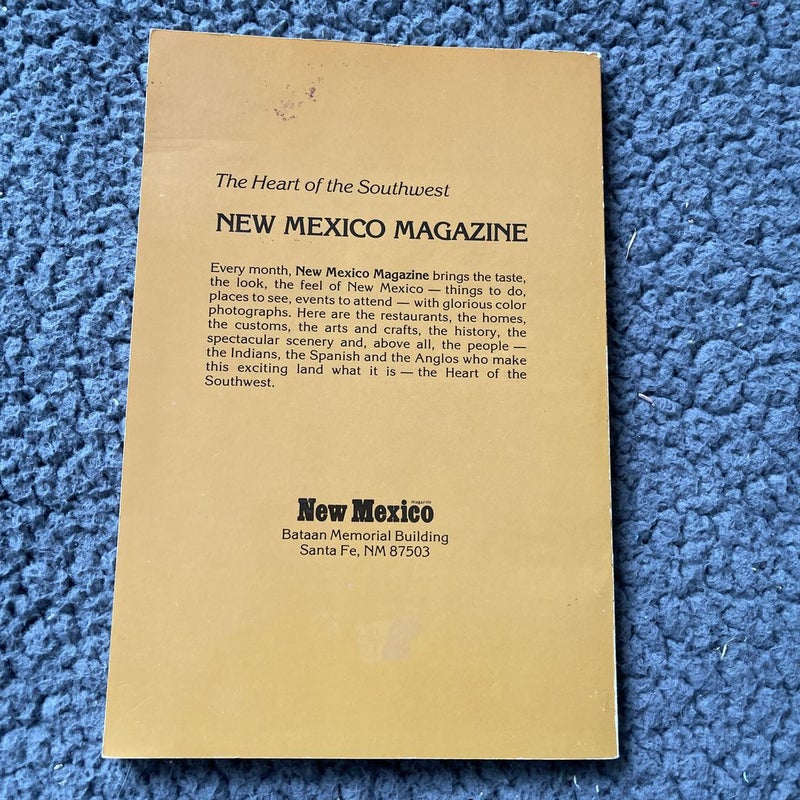 The Heart of the Southwest
NEW MEXICO MAGAZINE
Every month, New Mexico Magazine brings the taste,
the look, the feel of New Mexico — things to do,
places to see, events to attend — with glorious color
photographs. Here are the restaurants, the homes,
the customs, the arts and crafts, the history, the
spectacular scenery and, above all, the people —
the Indians, the Spanish and the Anglos who make
this exciting land what it is — the Heart of the
Southwest.
magazine
New Mexico
Bataan Memorial Building
Santa Fe, NM 87503